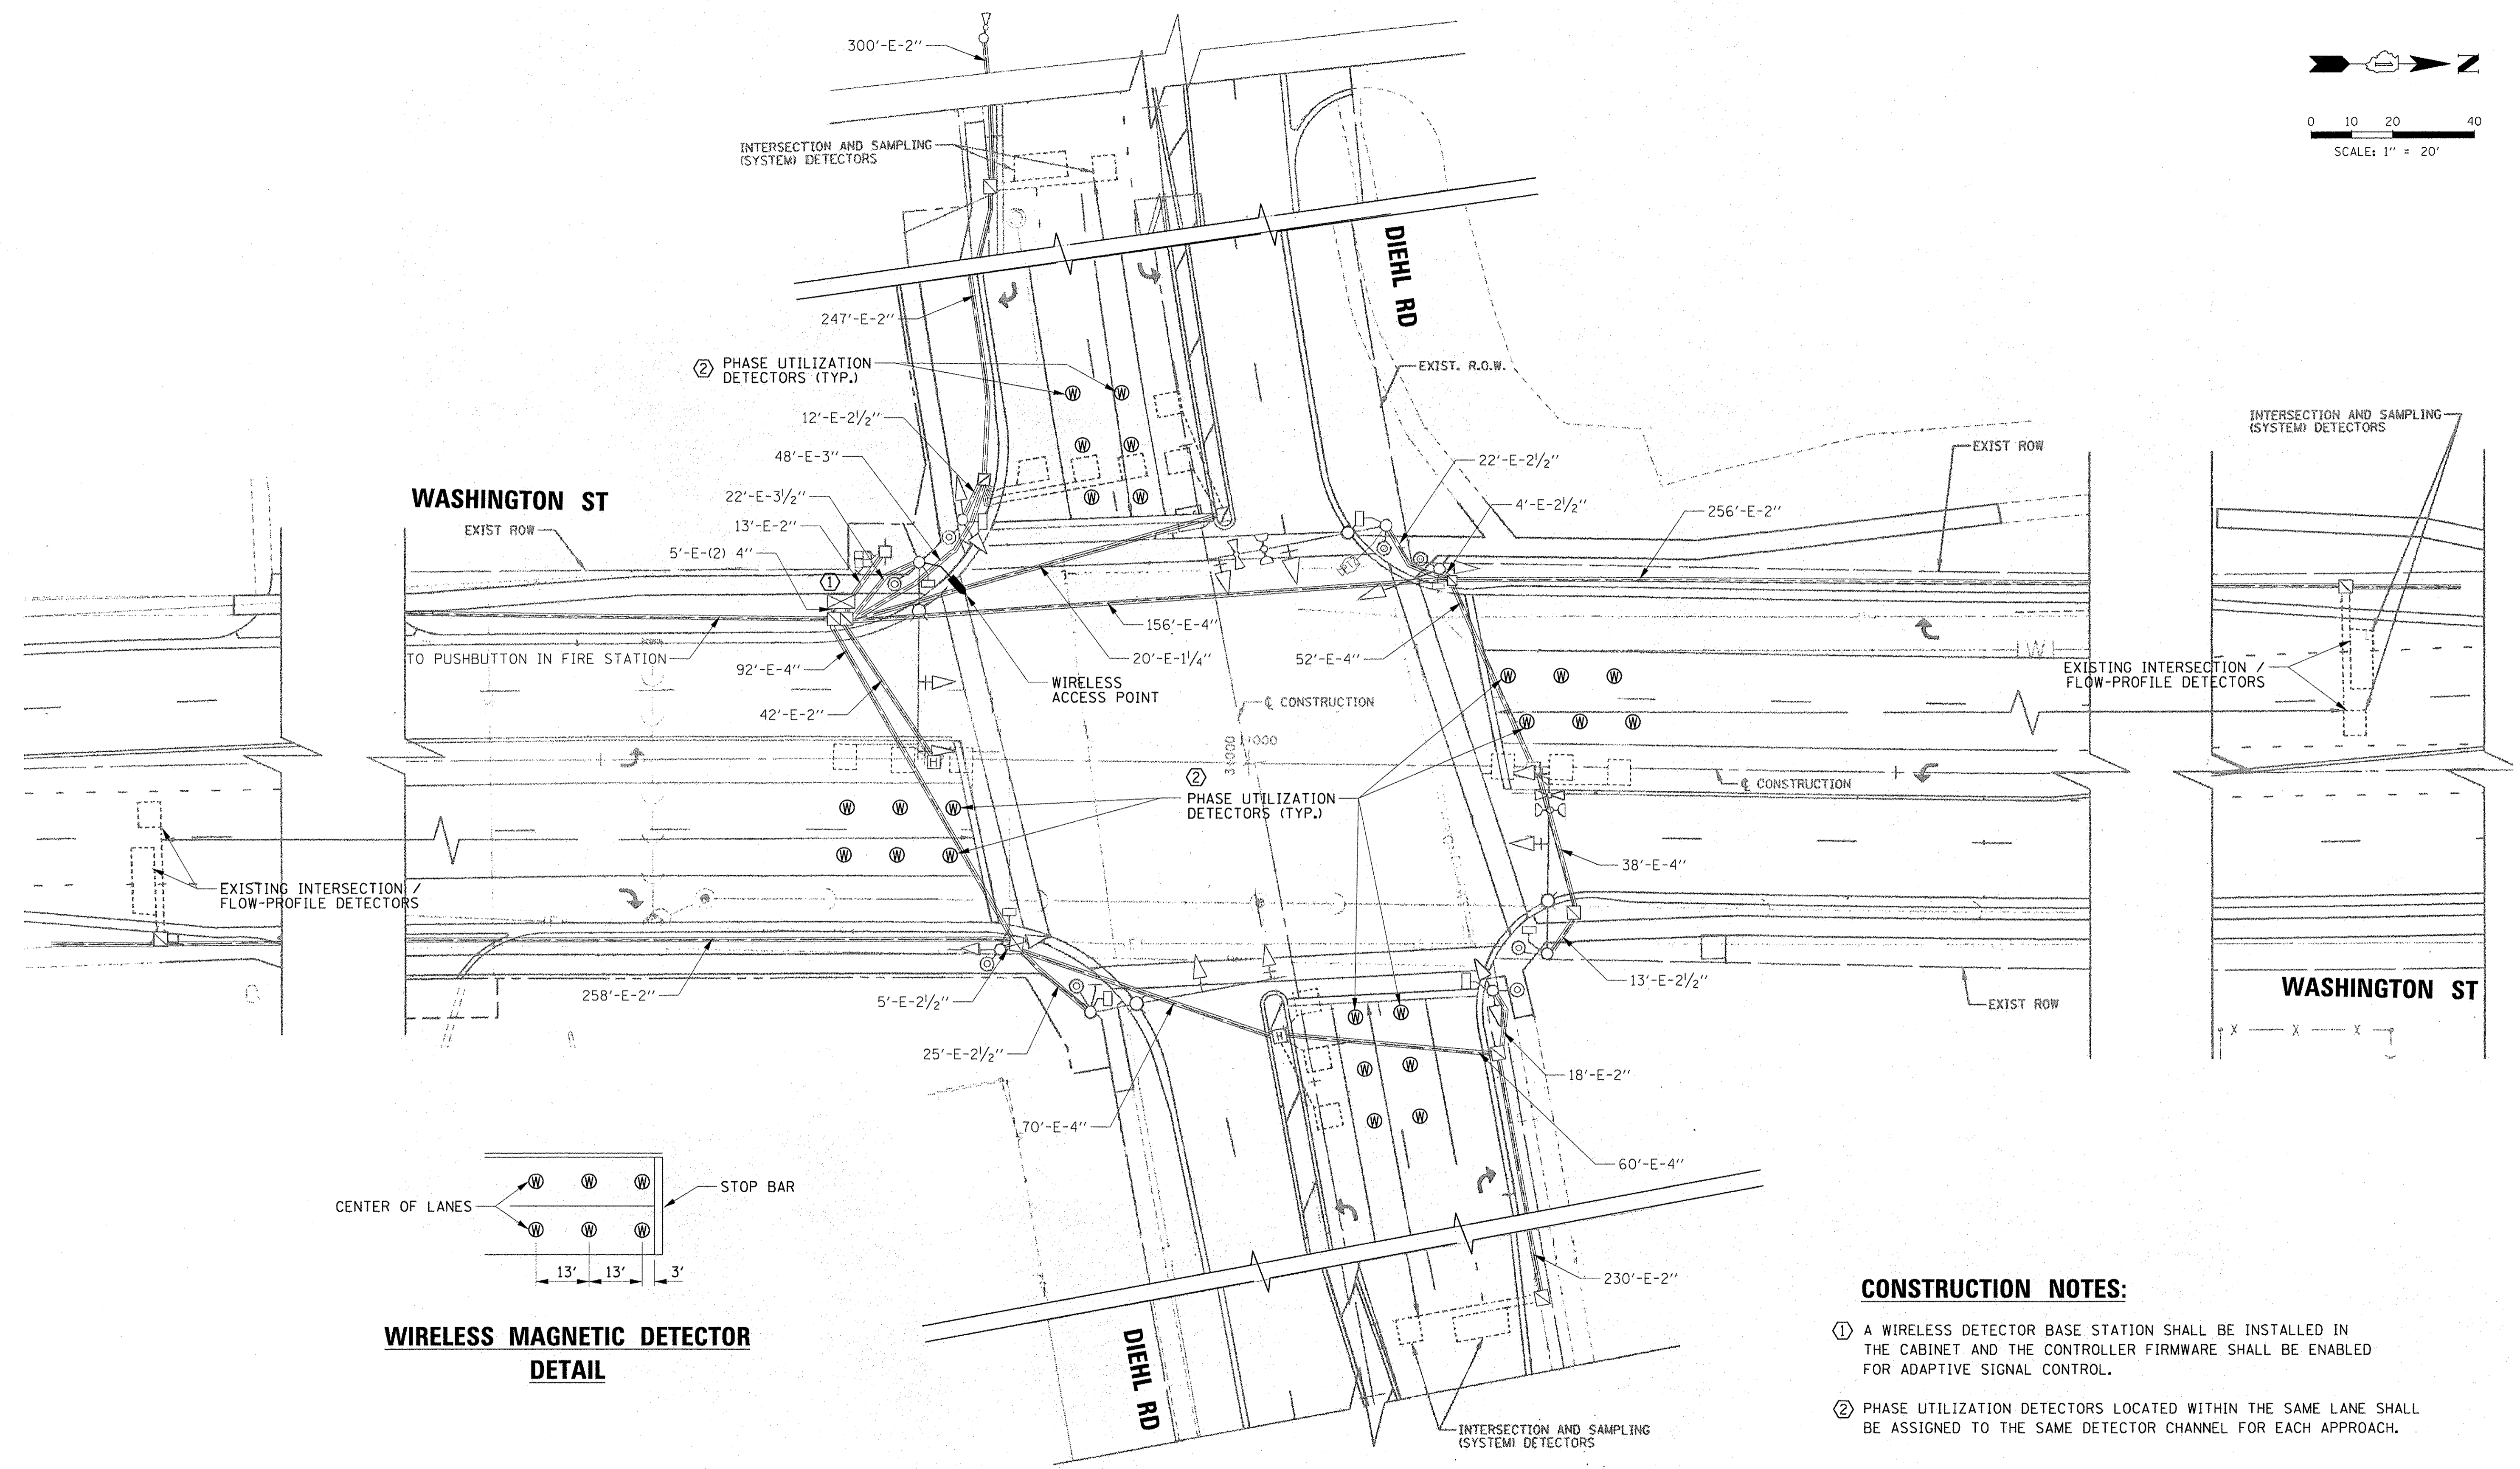 300'-E-2"
N
0 10 20 40
SCALE: 1" = 20'
INTERSECTION AND SAMPLING
(SYSTEM) DETECTORS
DIEHL RD
247'-E-2"
2 PHASE UTILIZATION
DETECTORS (TYP.)
EXIST. R.O.W.
12'-E-2 1/2"
48'-E-3"
22'-E-3 1/2"
13'-E-2"
5'-E-(2) 4"
1
WASHINGTON ST
EXIST ROW
22'-E-2 1/2"
4'-E-2 1/2"
256'-E-2"
EXIST ROW
INTERSECTION AND SAMPLING
(SYSTEM) DETECTORS
156'-E-4"
20'-E-1 1/4"
52'-E-4"
TO PUSHBUTTON IN FIRE STATION
92'-E-4"
42'-E-2"
WIRELESS
ACCESS POINT
EXISTING INTERSECTION /
FLOW-PROFILE DETECTORS
℄ CONSTRUCTION
H
2
PHASE UTILIZATION
DETECTORS (TYP.)
℄ CONSTRUCTION
38'-E-4"
EXISTING INTERSECTION /
FLOW-PROFILE DETECTORS
258'-E-2"
5'-E-2 1/2"
13'-E-2 1/2"
WASHINGTON ST
EXIST ROW
X X X
H
25'-E-2 1/2"
18'-E-2"
70'-E-4"
60'-E-4"
W W W W W W
W W W W W W
W W W W W W
W W W W W W
W W W
CENTER OF LANES
STOP BAR
W W W
13' 13' 3'
WIRELESS MAGNETIC DETECTOR
DETAIL
230'-E-2"
DIEHL RD
INTERSECTION AND SAMPLING
(SYSTEM) DETECTORS
CONSTRUCTION NOTES:
1 A WIRELESS DETECTOR BASE STATION SHALL BE INSTALLED IN
THE CABINET AND THE CONTROLLER FIRMWARE SHALL BE ENABLED
FOR ADAPTIVE SIGNAL CONTROL.
2 PHASE UTILIZATION DETECTORS LOCATED WITHIN THE SAME LANE SHALL
BE ASSIGNED TO THE SAME DETECTOR CHANNEL FOR EACH APPROACH.